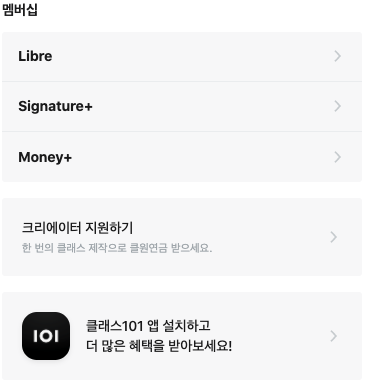 멤버십
Libre
Signature+
Money+
크리에이터 지원하기
한 번의 클래스 제작으로 클원연금 받으세요.
101
클래스101 앱 설치하고
더 많은 혜택을 받아보세요!